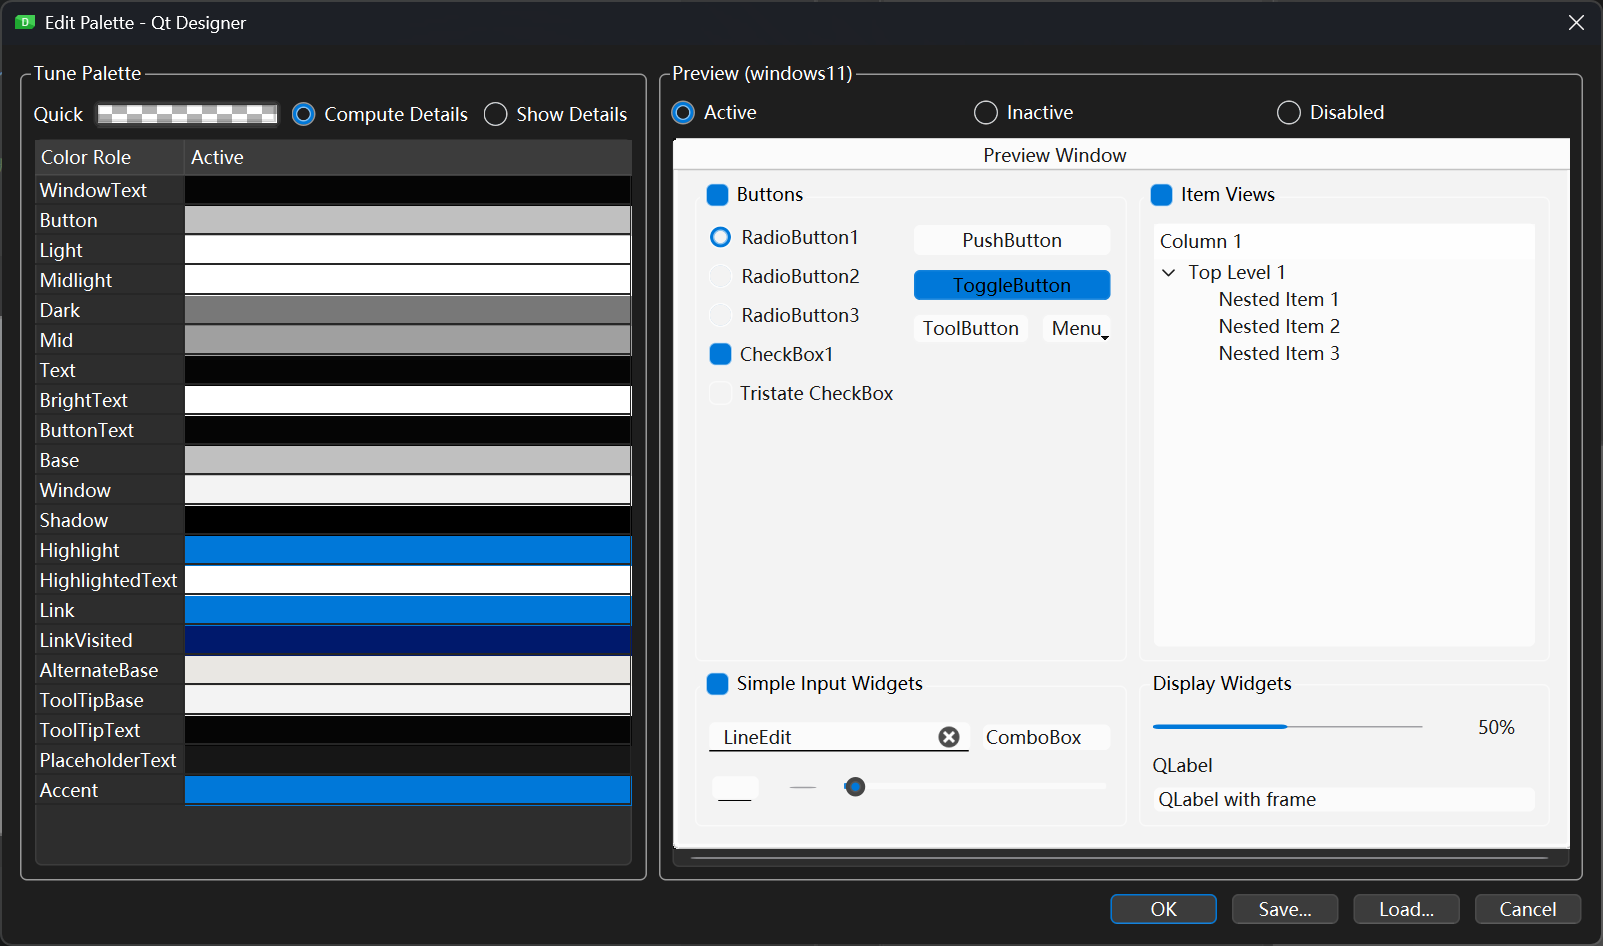 Edit Palette - Qt Designer
Tune Palette
Quick
Compute Details
Show Details
Color Role
Active
WindowText
Button
Light
Midlight
Dark
Mid
Text
BrightText
ButtonText
Base
Window
Shadow
Highlight
HighlightedText
Link
LinkVisited
AlternateBase
ToolTipBase
ToolTipText
PlaceholderText
Accent
Preview (windows11)
Active
Inactive
Disabled
Preview Window
Buttons
RadioButton1
RadioButton2
RadioButton3
CheckBox1
Tristate CheckBox
PushButton
ToggleButton
ToolButton
Menu
Item Views
Column 1
Top Level 1
Nested Item 1
Nested Item 2
Nested Item 3
Simple Input Widgets
LineEdit
ComboBox
Display Widgets
50%
QLabel
QLabel with frame
OK
Save...
Load...
Cancel